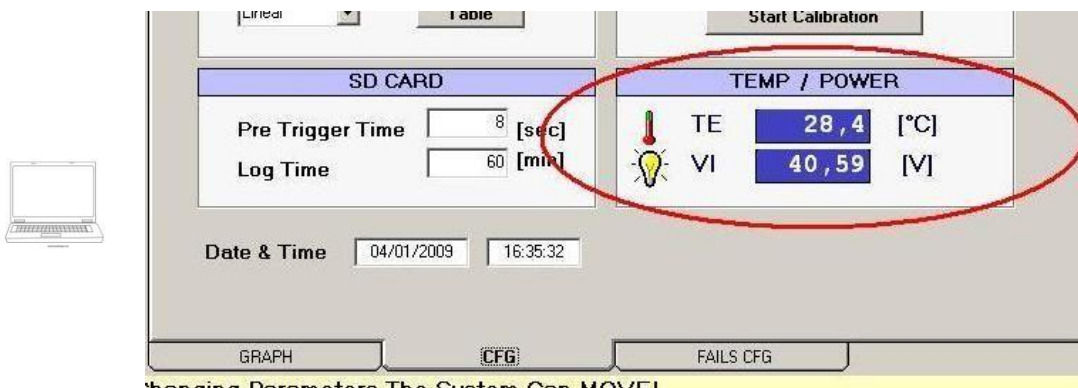 Linear Table
Start Calibration
SD CARD
Pre Trigger Time 8 [sec]
Log Time 60 [min]
TEMP / POWER
TE 28,4 [°C]
VI 40,59 [V]
Date & Time 04/01/2009 16:35:32
GRAPH CFG FAILS CFG
Changing Parameters The System Can MOVE!